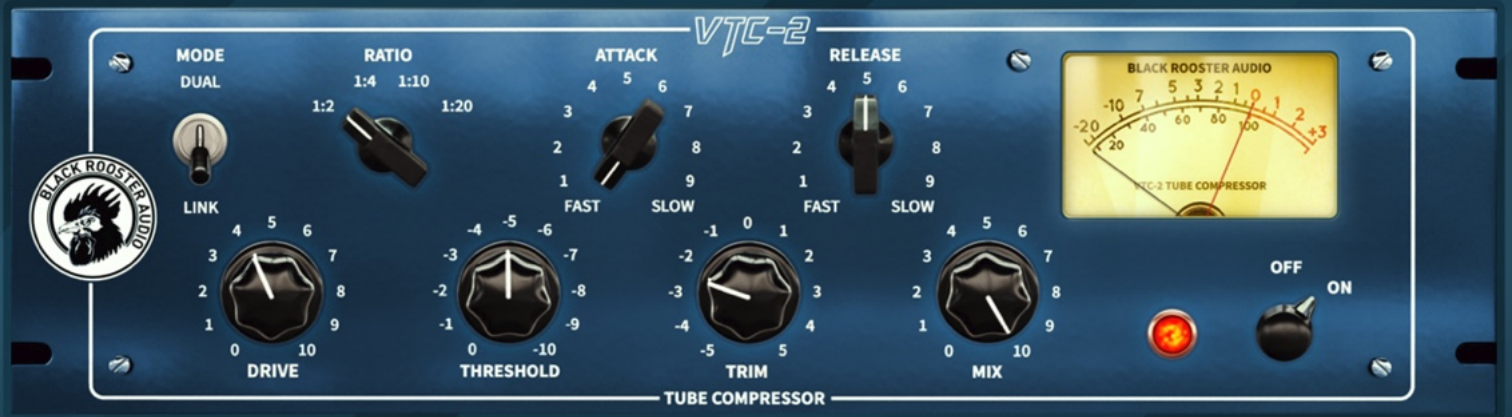 VTC-2
MODE
DUAL
LINK
RATIO
1:2 1:4 1:10 1:20
ATTACK
1 2 3 4 5 6 7 8 9
FAST SLOW
RELEASE
1 2 3 4 5 6 7 8 9
FAST SLOW
BLACK ROOSTER AUDIO
-20 -10 7 5 3 2 1 0 1 2 +3
20 40 60 80 100
VTC-2 TUBE COMPRESSOR
BLACK ROOSTER AUDIO
0 1 2 3 4 5 6 7 8 9 10
DRIVE
0 -1 -2 -3 -4 -5 -6 -7 -8 -9 -10
THRESHOLD
-5 -4 -3 -2 -1 0 1 2 3 4 5
TRIM
0 1 2 3 4 5 6 7 8 9 10
MIX
OFF
ON
TUBE COMPRESSOR